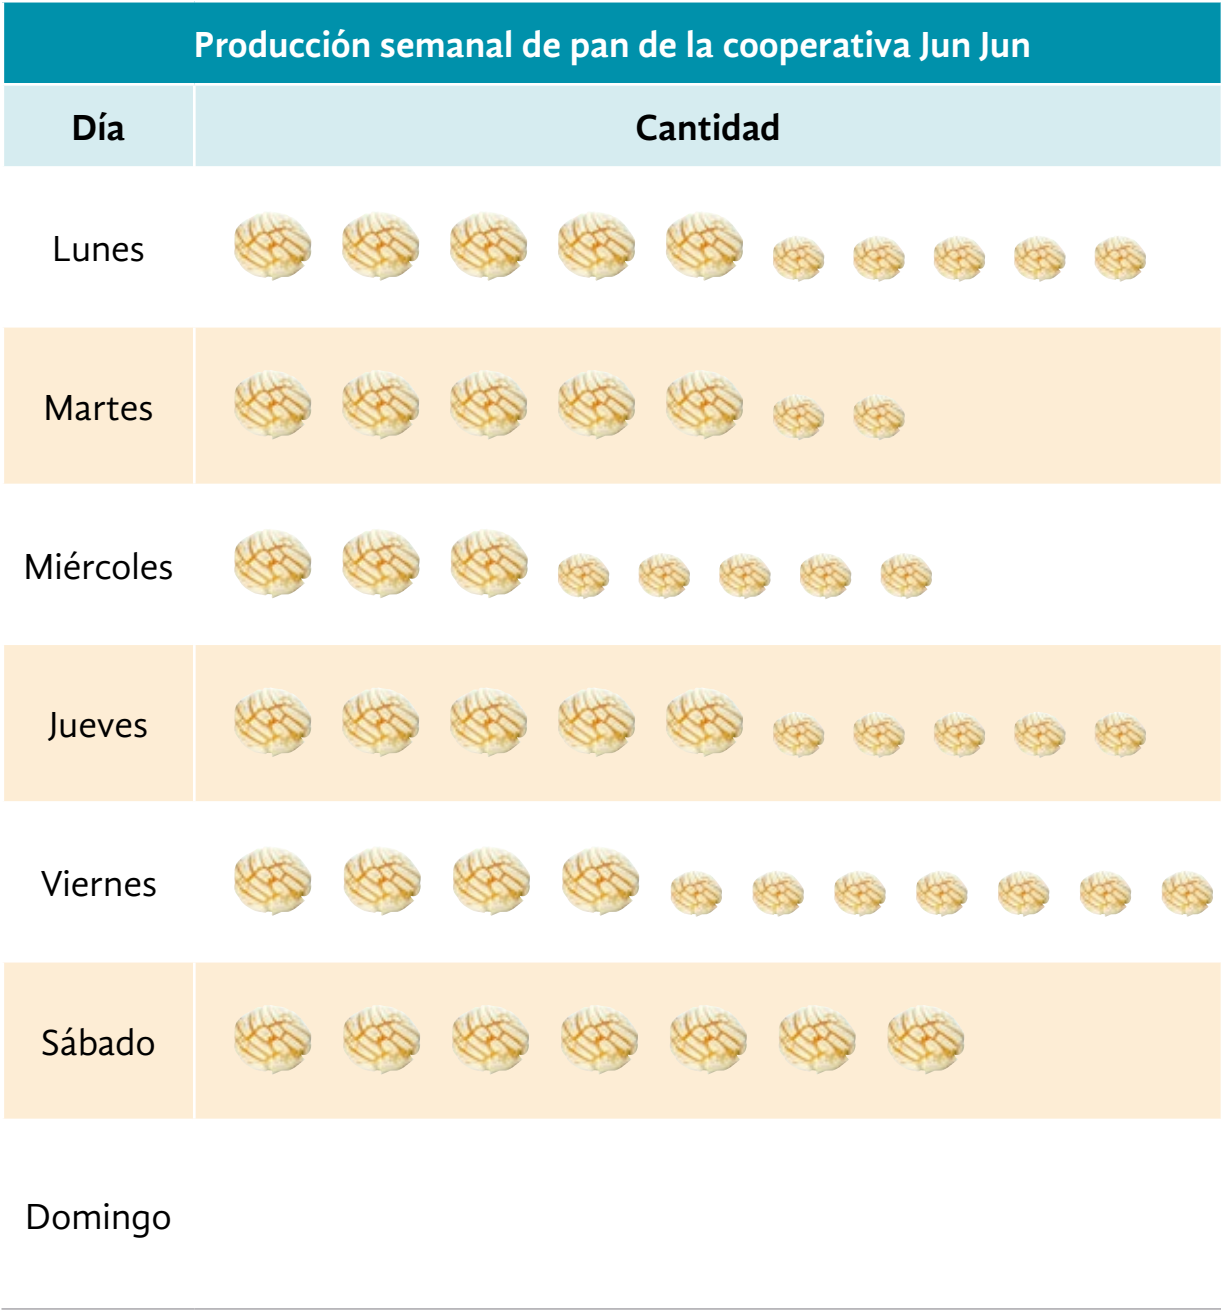 Producción semanal de pan de la cooperativa Jun Jun
Día Cantidad
Lunes
Martes
Miércoles
Jueves
Viernes
Sábado
Domingo